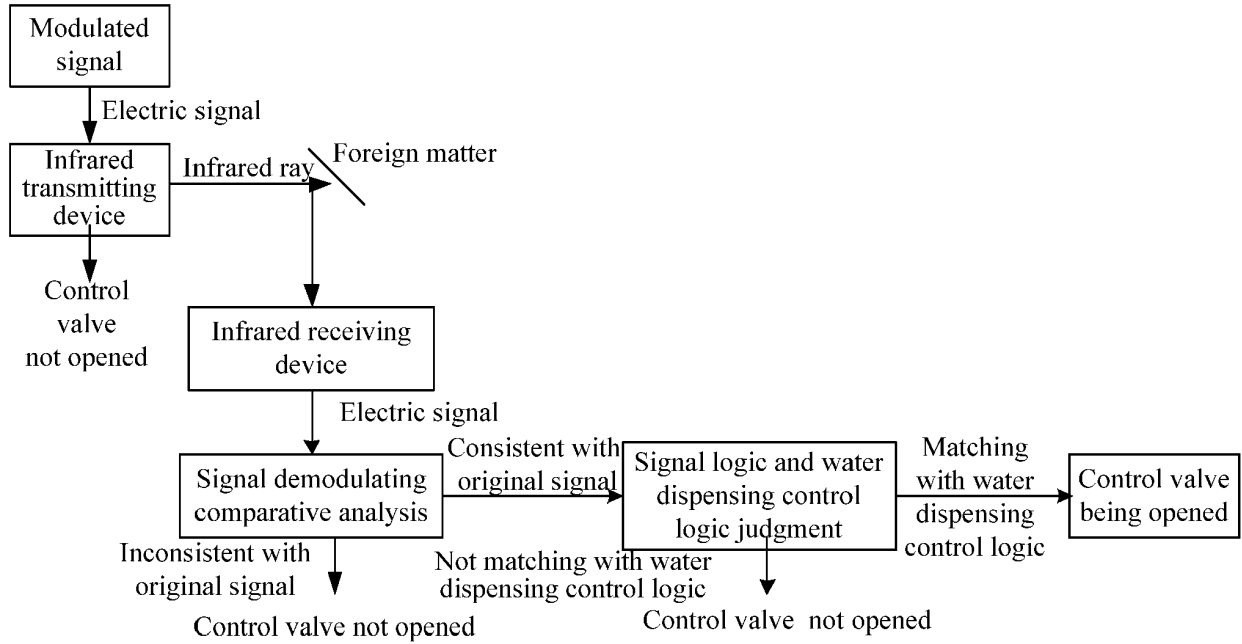 Modulated
signal
Electric signal
Infrared
transmitting
device
Infrared ray
Foreign matter
Control
valve
not opened
Infrared receiving
device
Electric signal
Signal demodulating
comparative analysis
Consistent with
original signal
Signal logic and water
dispensing control
logic judgment
Matching
with water
dispensing
control logic
Control valve
being opened
Inconsistent with
original signal
Control valve not opened
Not matching with water
dispensing control logic
Control valve not opened